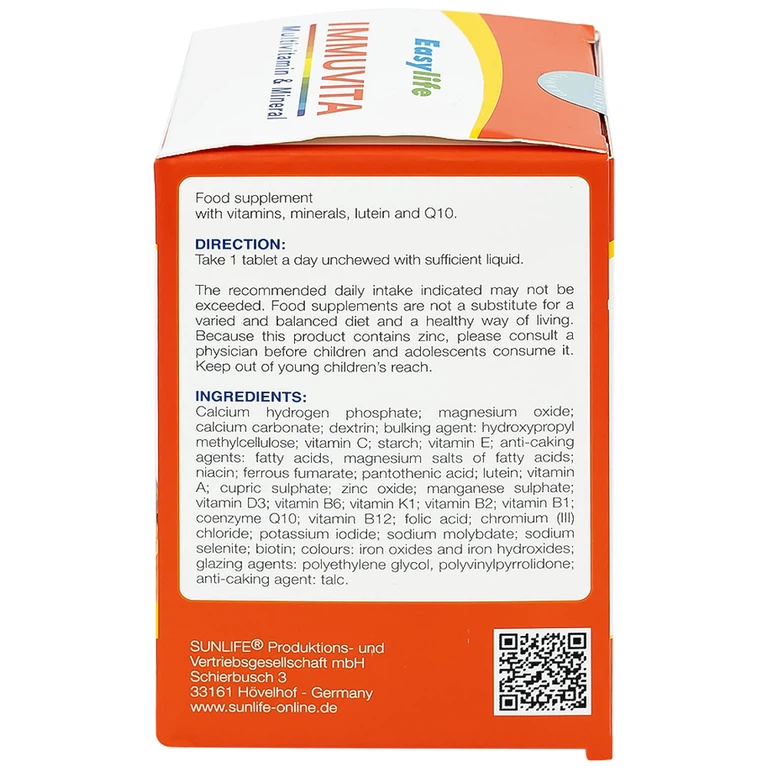 Easylife
IMMUVITA
Multivitamin & Mineral
Food supplement
with vitamins, minerals, lutein and Q10.
DIRECTION:
Take 1 tablet a day unchewed with sufficient liquid.
The recommended daily intake indicated may not be
exceeded. Food supplements are not a substitute for a
varied and balanced diet and a healthy way of living.
Because this product contains zinc, please consult a
physician before children and adolescents consume it.
Keep out of young children's reach.
INGREDIENTS:
Calcium hydrogen phosphate; magnesium oxide;
calcium carbonate; dextrin; bulking agent: hydroxypropyl
methylcellulose; vitamin C; starch; vitamin E; anti-caking
agents: fatty acids, magnesium salts of fatty acids;
niacin; ferrous fumarate; pantothenic acid; lutein; vitamin
A; cupric sulphate; zinc oxide; manganese sulphate;
vitamin D3; vitamin B6; vitamin K1; vitamin B2; vitamin B1;
coenzyme Q10; vitamin B12; folic acid; chromium (III)
chloride; potassium iodide; sodium molybdate; sodium
selenite; biotin; colours: iron oxides and iron hydroxides;
glazing agents: polyethylene glycol, polyvinylpyrrolidone;
anti-caking agent: talc.
SUNLIFE® Produktions- und
Vertriebsgesellschaft mbH
Schierbusch 3
33161 Hövelhof - Germany
www.sunlife-online.de